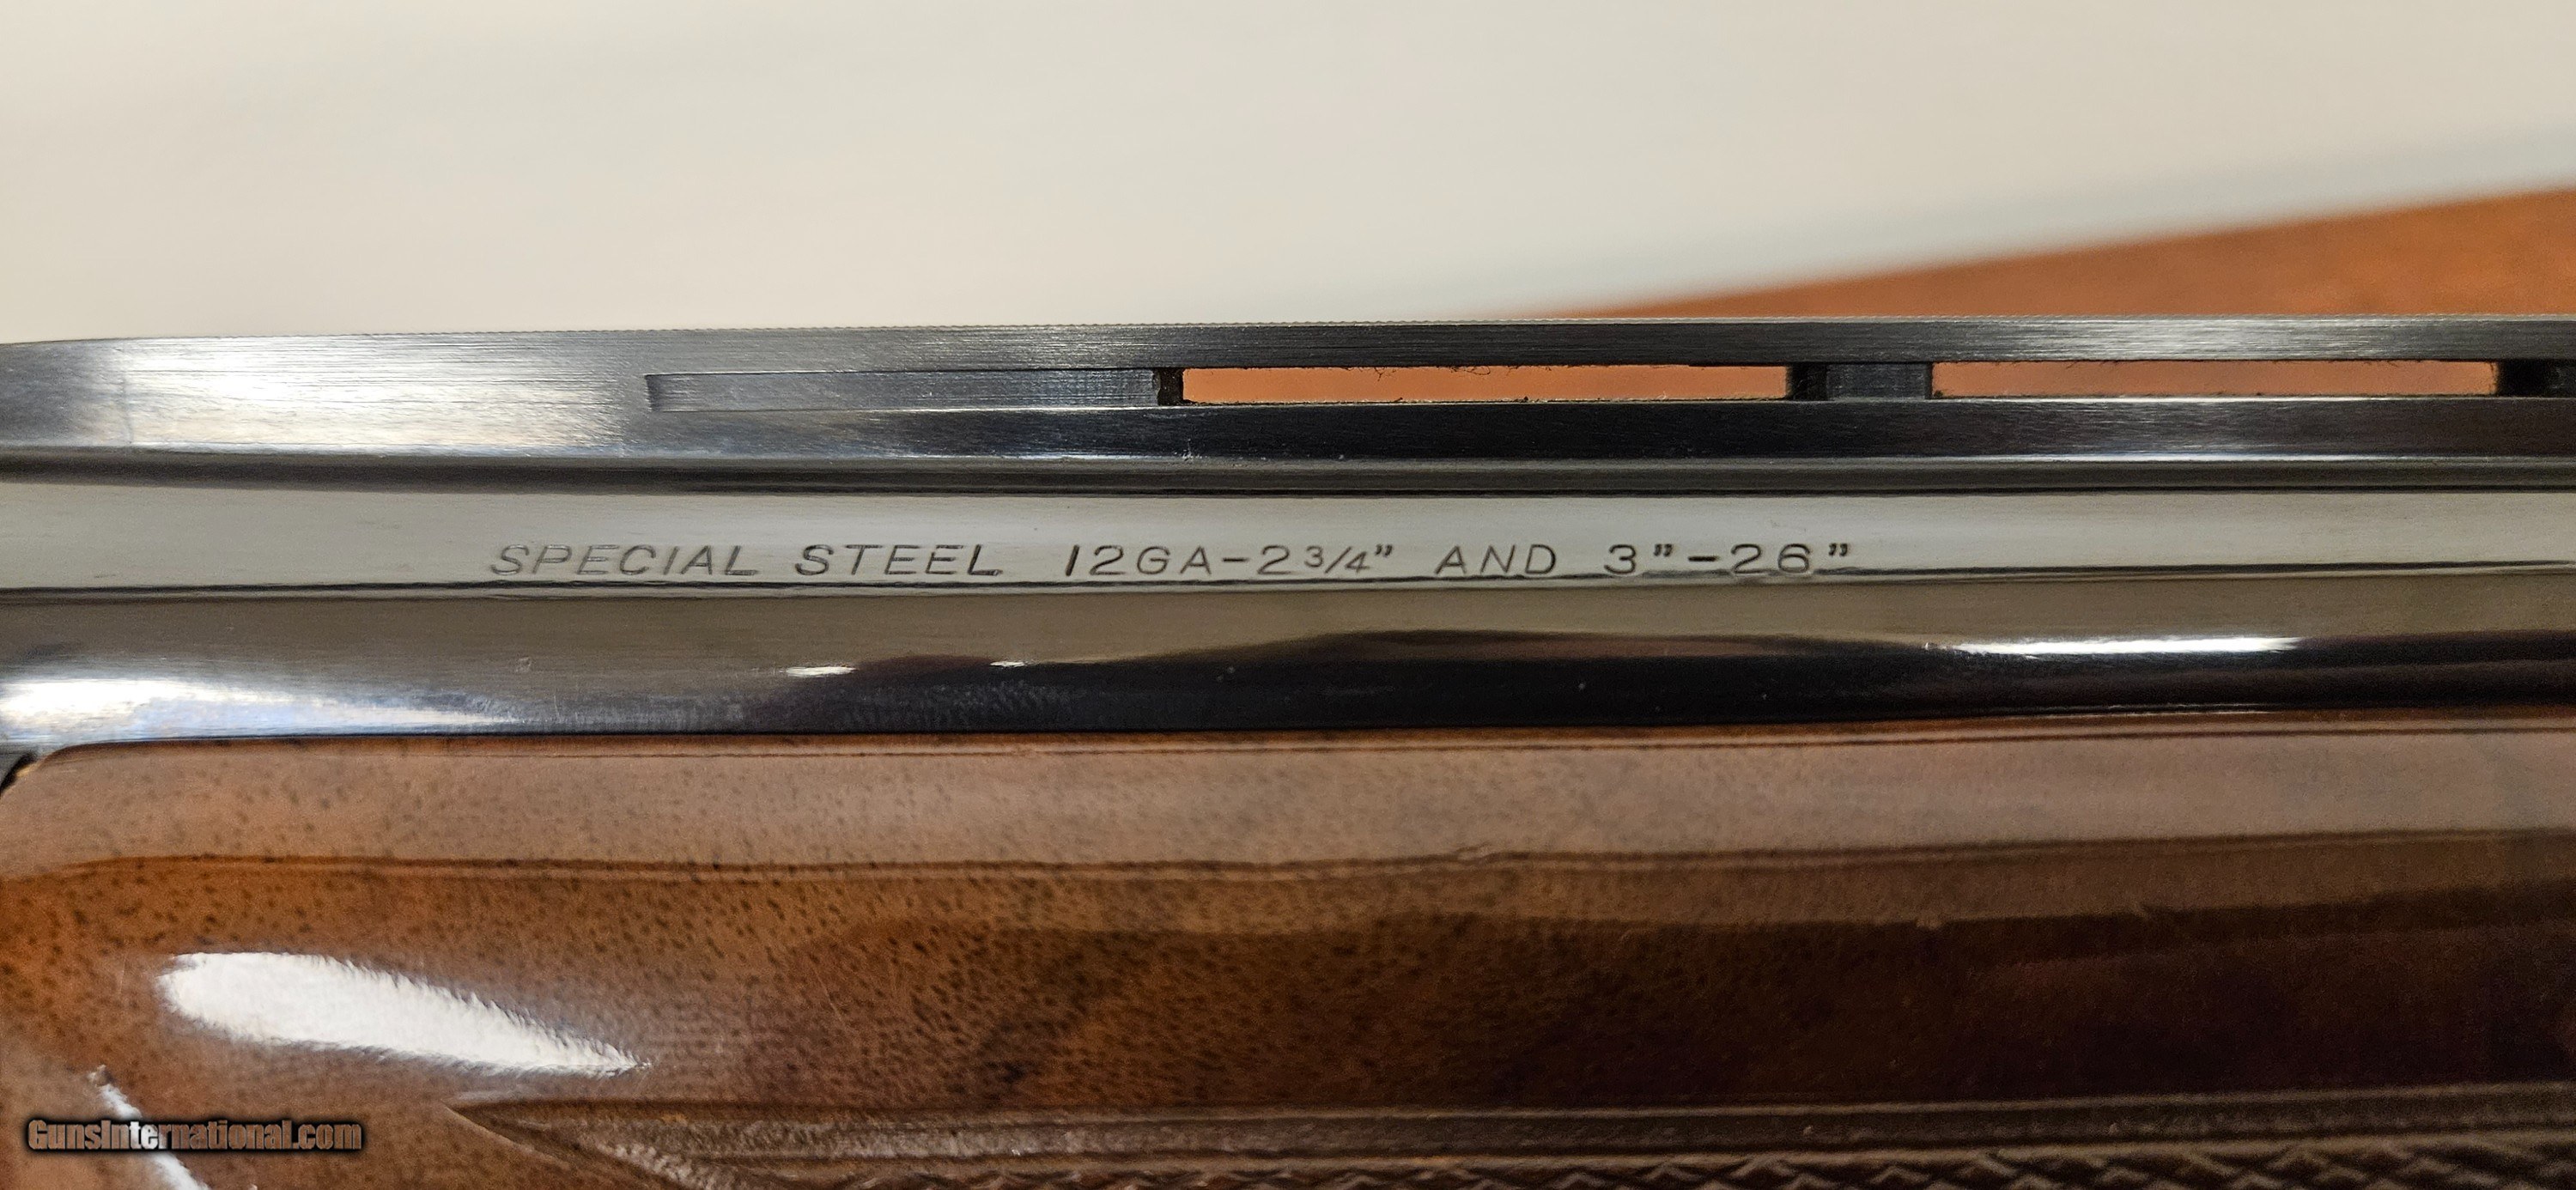 SPECIAL STEEL 12GA-2¾" AND 3"-26"
GunsInternational.com